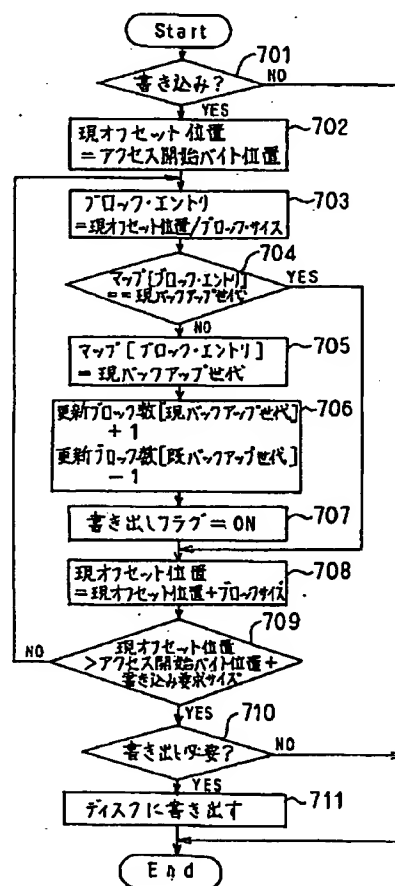 Start
701
書き込み?
NO
YES
現オフセット位置
=アクセス開始バイト位置
702
ブロック・エントリ
=現オフセット位置/ブロック・サイズ
703
704
マップ[ブロック・エントリ]
==現バックアップ世代
YES
NO
マップ[ブロック・エントリ]
=現バックアップ世代
705
更新ブロック数[現バックアップ世代]
+1
更新ブロック数[既バックアップ世代]
-1
706
書き出しフラグ=ON
707
現オフセット位置
=現オフセット位置+ブロックサイズ
708
709
現オフセット位置
>アクセス開始バイト位置+
書き込み要求サイズ
NO
YES
710
書き出し必要?
NO
YES
ディスクに書き出す
711
End